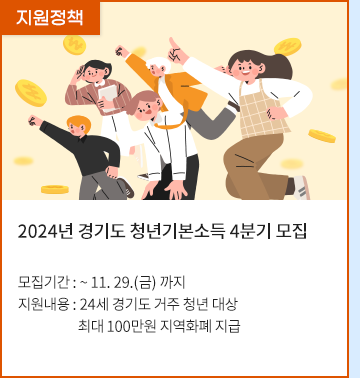 지원정책
2024년 경기도 청년기본소득 4분기 모집
모집기간 : ~ 11. 29.(금) 까지
지원내용 : 24세 경기도 거주 청년 대상
최대 100만원 지역화폐 지급